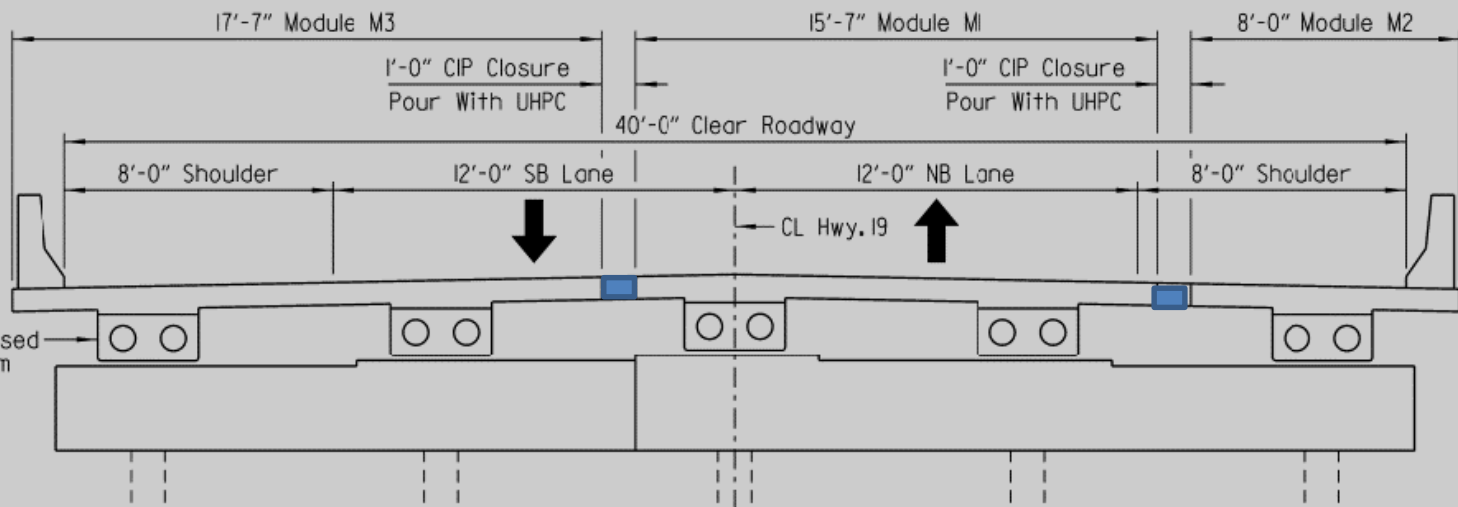 17'-7" Module M3
15'-7" Module M1
8'-0" Module M2
1'-0" CIP Closure
Pour With UHPC
1'-0" CIP Closure
Pour With UHPC
40'-0" Clear Roadway
8'-0" Shoulder
12'-0" SB Lane
12'-0" NB Lane
8'-0" Shoulder
CL Hwy. 19
sed
m